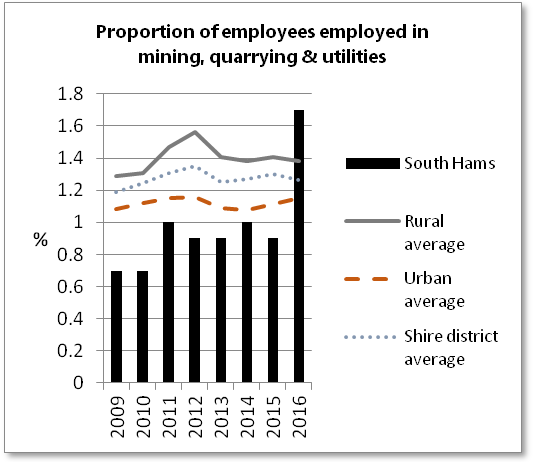 Proportion of employees employed in
mining, quarrying & utilities
1.8
1.6
1.4
1.2
1
0.8
0.6
0.4
0.2
0
%
2009
2010
2011
2012
2013
2014
2015
2016
South Hams
Rural
average
Urban
average
Shire district
average